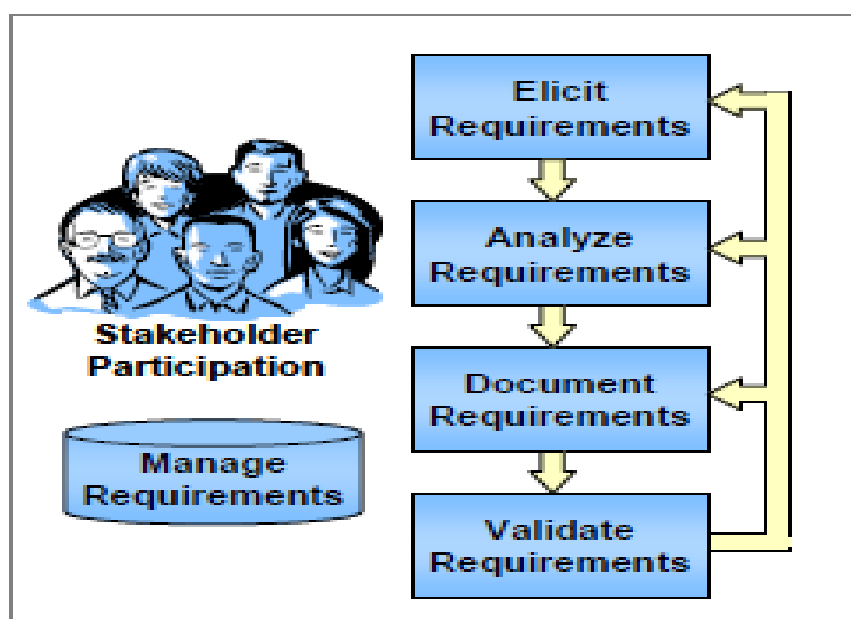 Elicit
Requirements
Analyze
Requirements
Stakeholder
Participation
Document
Requirements
Manage
Requirements
Validate
Requirements